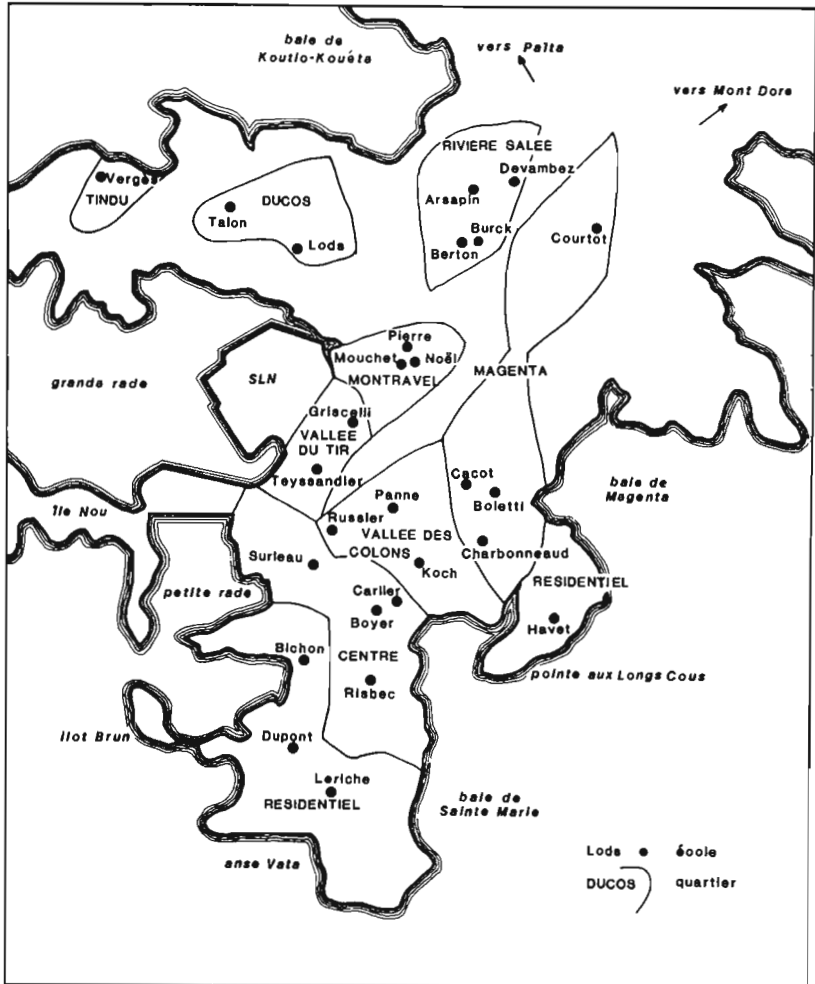 baie de
Koutio-Kouéta
vers Païta
vers Mont Dore
RIVIERE SALEE
Devambez
Vergès
TINDU
DUCOS
Arsapin
Talon
Burck
Courtot
Loda
Berton
Pierre
Mouchet
Noël
MAGENTA
grande rade
SLN
MONTRAVEL
Griscelli
VALLEE
DU TIR
Cacot
baie de
Magenta
Teyssandier
Panne
Boletti
île Nou
Russier
VALLEE DES
COLONS
Charbonneaud
Surleau
Koch
RESIDENTIEL
petite rade
Carlier
Boyer
Havet
Bichon
CENTRE
pointe aux Longs Cous
Risbec
ilot Brun
Dupont
Leriche
RESIDENTIEL
baie de
Sainte Marie
anse Vata
Loda
école
DUCOS
quartier